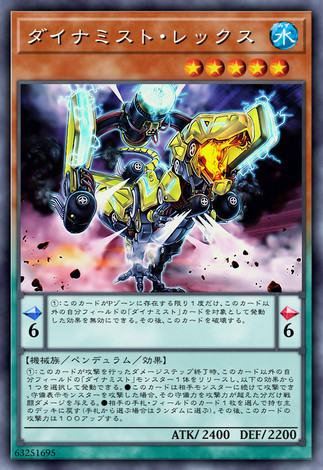 ダイナミスト・レックス
水
①:このカードがPゾーンに存在する限り1度だけ、このカード以
外の自分フィールドの「ダイナミスト」カードを対象として発動
した効果を無効にできる。その後、このカードを破壊する。
6
6
【機械族／ペンデュラム／効果】
①:このカードが攻撃を行ったダメージステップ終了時、このカード以外の自
分フィールドの「ダイナミスト」モンスター1体をリリースし、以下の効果から
1つを選択して発動できる。●このカードは相手モンスターに続けて攻撃でき
、守備表示モンスターを攻撃した場合、その守備力を攻撃力が超えた分だけ戦
闘ダメージを与える。●相手の手札・フィールドのカード1枚を選んで持ち主
のデッキに戻す（手札から選ぶ場合はランダムに選ぶ）。その後、このカードの
攻撃力は100アップする。
ATK/ 2400 DEF/2200
63251695